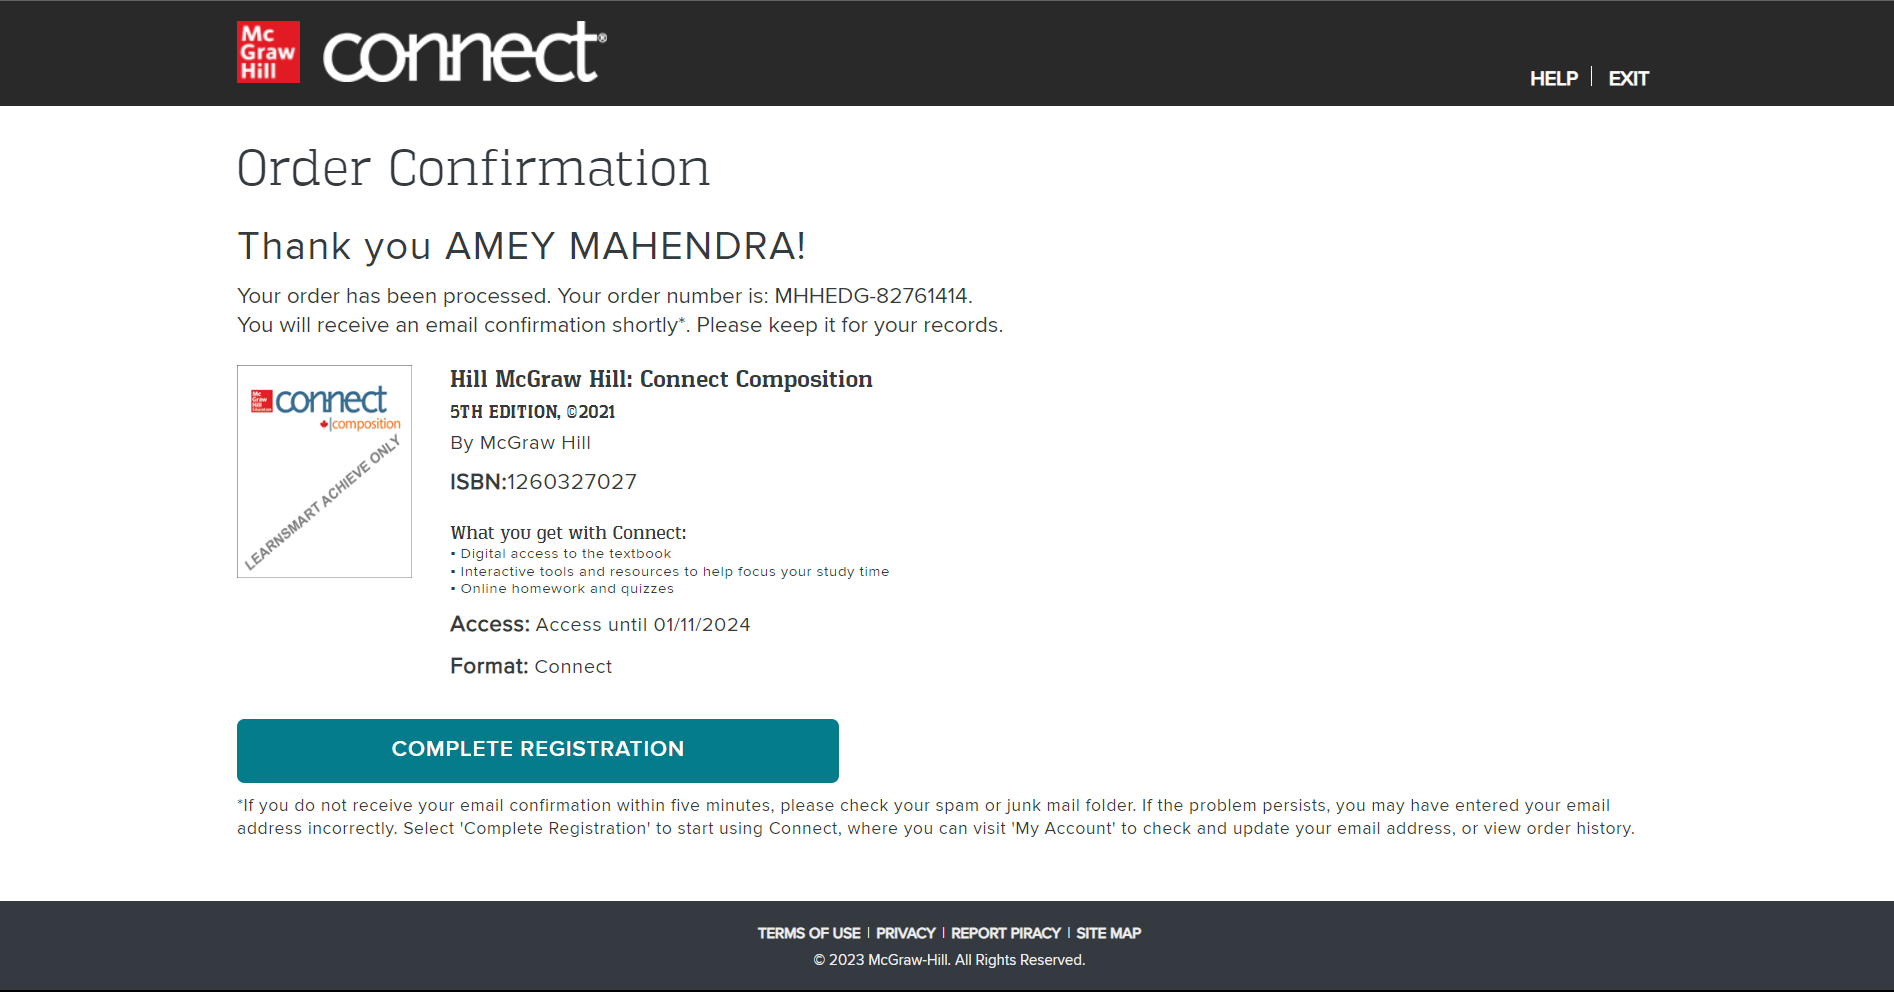 Mc
Graw
Hill
connect®
HELP
EXIT
Order Confirmation
Thank you AMEY MAHENDRA!
Your order has been processed. Your order number is: MHHEDG-82761414.
You will receive an email confirmation shortly*. Please keep it for your records.
Mc
Graw
Hill
Education
connect
composition
LEARNSMART ACHIEVE ONLY
Hill McGraw Hill: Connect Composition
5TH EDITION, ©2021
By McGraw Hill
ISBN:1260327027
What you get with Connect:
▪ Digital access to the textbook
▪ Interactive tools and resources to help focus your study time
▪ Online homework and quizzes
Access: Access until 01/11/2024
Format: Connect
COMPLETE REGISTRATION
*If you do not receive your email confirmation within five minutes, please check your spam or junk mail folder. If the problem persists, you may have entered your email
address incorrectly. Select 'Complete Registration' to start using Connect, where you can visit 'My Account' to check and update your email address, or view order history.
TERMS OF USE | PRIVACY | REPORT PIRACY | SITE MAP
© 2023 McGraw-Hill. All Rights Reserved.